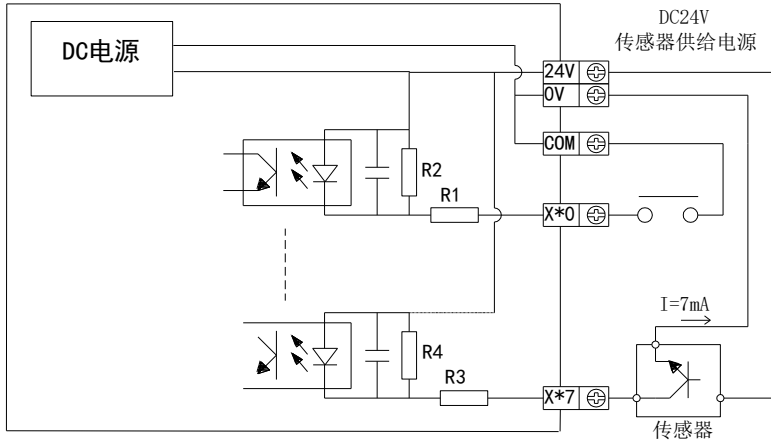 DC24V
传感器供给电源
DC电源
24V
0V
COM
R2
R1
X*0
I=7mA
R4
R3
X*7
传感器